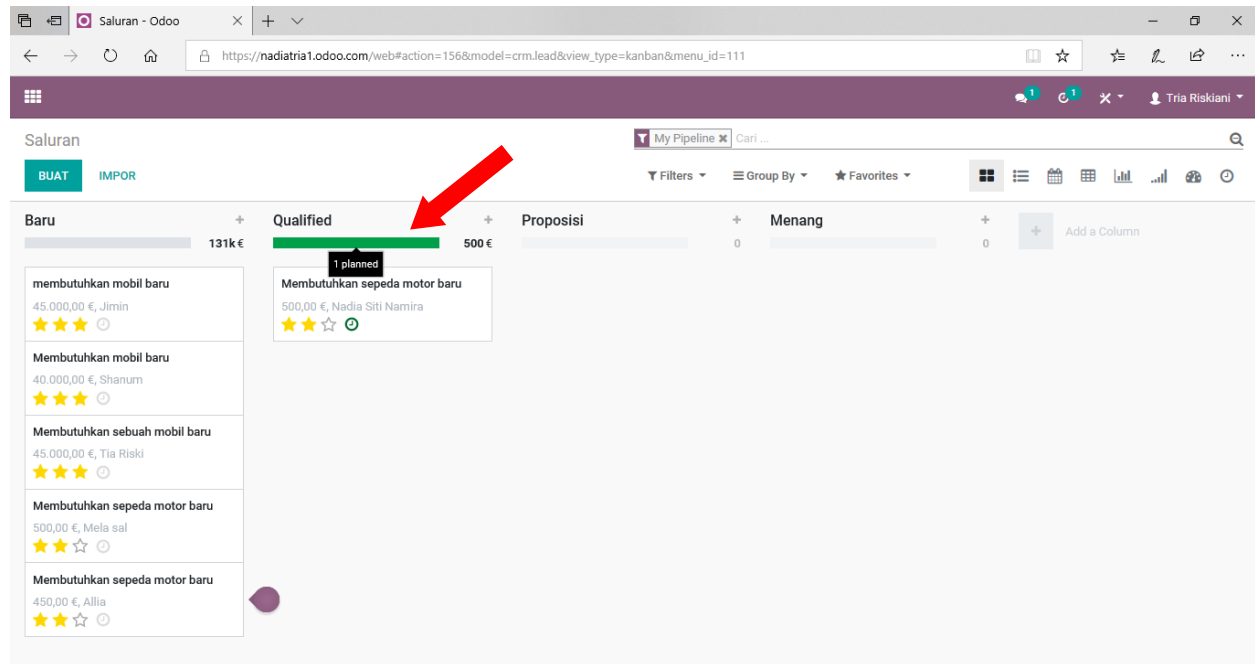 Saluran - Odoo
https://nadiatria1.odoo.com/web#action=156&model=crm.lead&view_type=kanban&menu_id=111
1 1 Tria Riskiani
Saluran My Pipeline Cari ...
BUAT IMPOR Filters Group By Favorites
Baru Qualified Proposisi Menang
131k € 500 € 0 0 Add a Column
1 planned
membutuhkan mobil baru
45.000,00 €, Jimin
Membutuhkan sepeda motor baru
500,00 €, Nadia Siti Namira
Membutuhkan mobil baru
40.000,00 €, Shanum
Membutuhkan sebuah mobil baru
45.000,00 €, Tia Riski
Membutuhkan sepeda motor baru
500,00 €, Mela sal
Membutuhkan sepeda motor baru
450,00 €, Allia